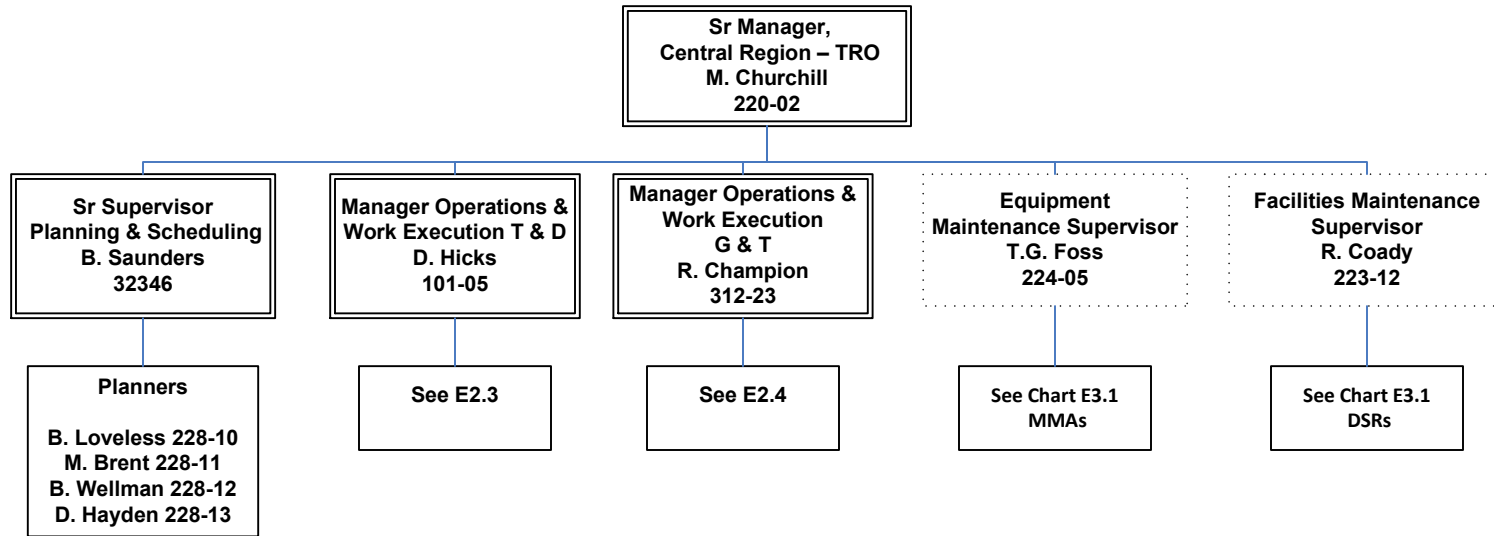 Sr Manager,
Central Region – TRO
M. Churchill
220-02
Sr Supervisor
Planning & Scheduling
B. Saunders
32346
Manager Operations &
Work Execution T & D
D. Hicks
101-05
Manager Operations &
Work Execution
G & T
R. Champion
312-23
Equipment
Maintenance Supervisor
T.G. Foss
224-05
Facilities Maintenance
Supervisor
R. Coady
223-12
Planners
B. Loveless 228-10
M. Brent 228-11
B. Wellman 228-12
D. Hayden 228-13
See E2.3
See E2.4
See Chart E3.1
MMAs
See Chart E3.1
DSRs